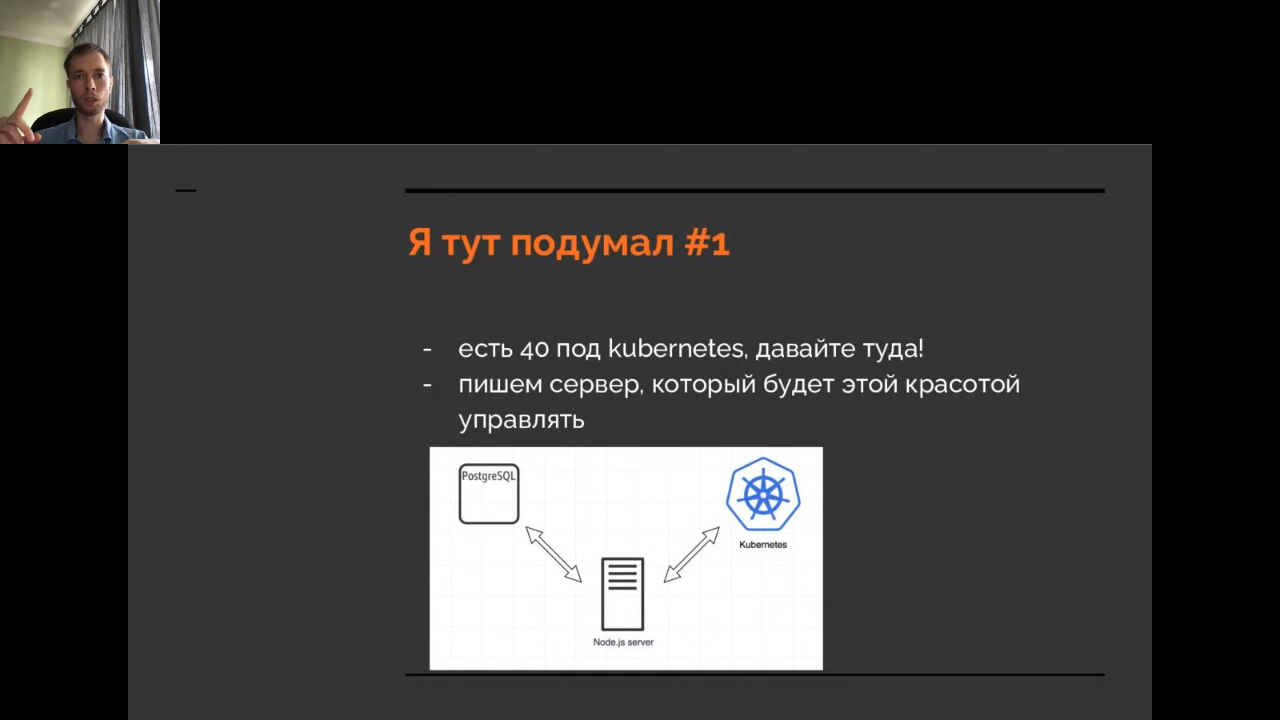 Я тут подумал #1
- есть 40 под kubernetes, давайте туда!
- пишем сервер, который будет этой красотой
управлять
PostgreSQL
Kubernetes
Node.js server